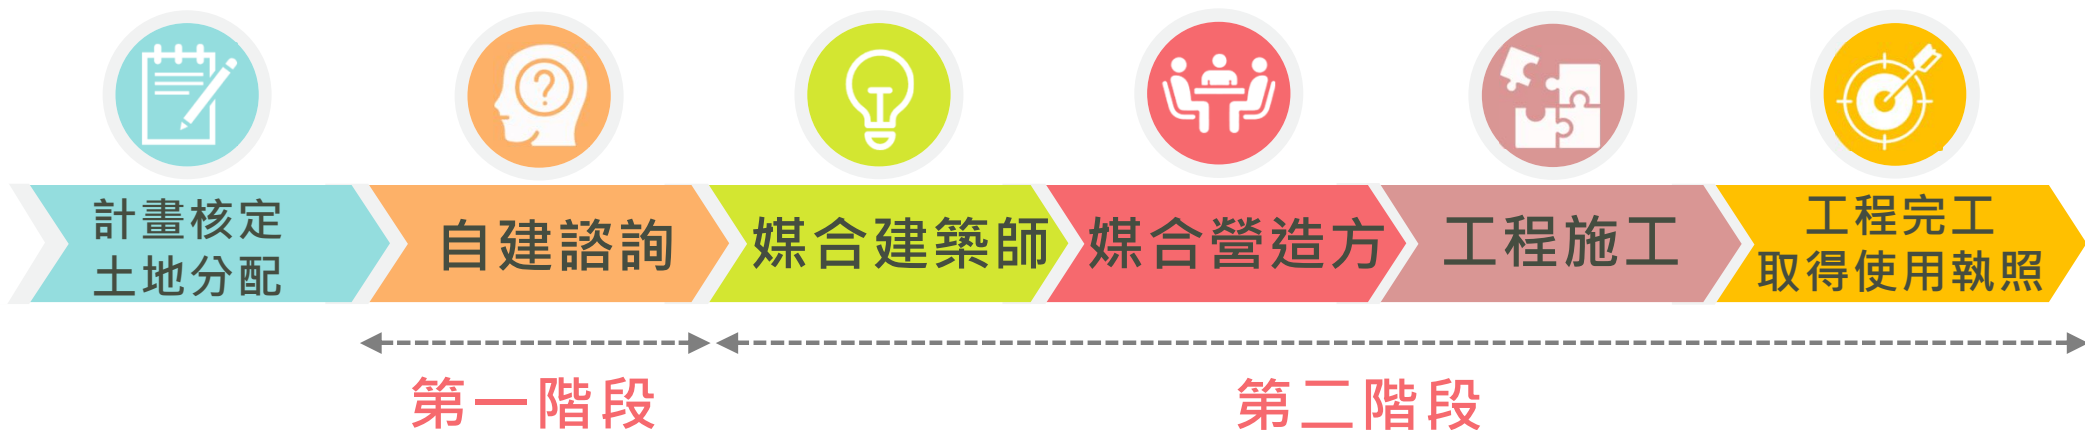 計畫核定
土地分配
自建諮詢
媒合建築師
媒合營造方
工程施工
工程完工
取得使用執照
第一階段
第二階段